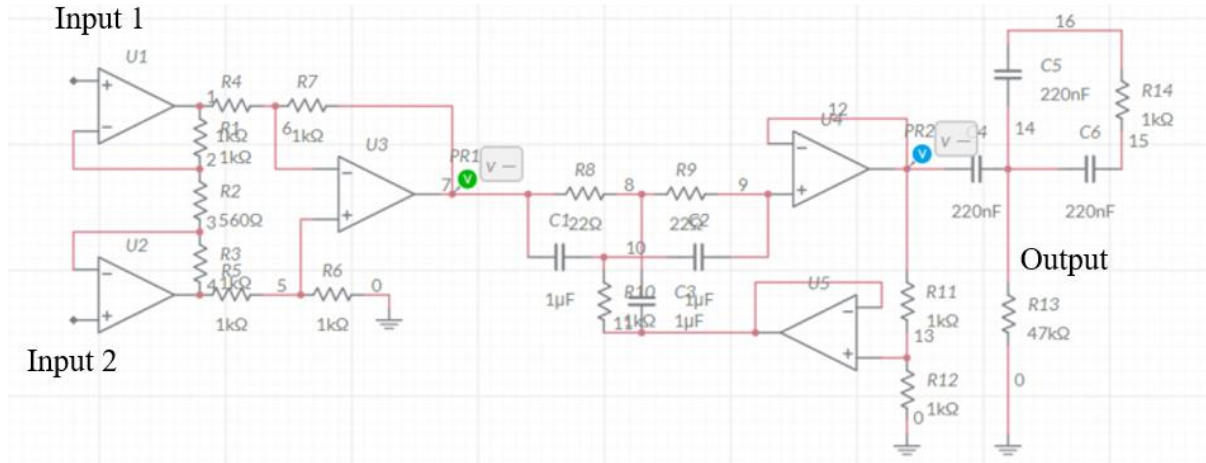 Input 1
U1
+
−
1
R4
1kΩ
R7
1kΩ
6
R1
1kΩ
2
R2
560Ω
3
U2
−
+
R3
1kΩ
4
R5
1kΩ
5
R6
1kΩ
0
Input 2
U3
−
+
7
PR1
V
V —
R8
22Ω
8
R9
22Ω
9
C1
1µF
10
C2
1µF
R10
1kΩ
11
C3
1µF
12
U4
−
+
PR2
V
V —
U5
−
+
R11
1kΩ
13
R12
1kΩ
0
C4
220nF
14
16
C5
220nF
R14
1kΩ
C6
220nF
15
Output
R13
47kΩ
0